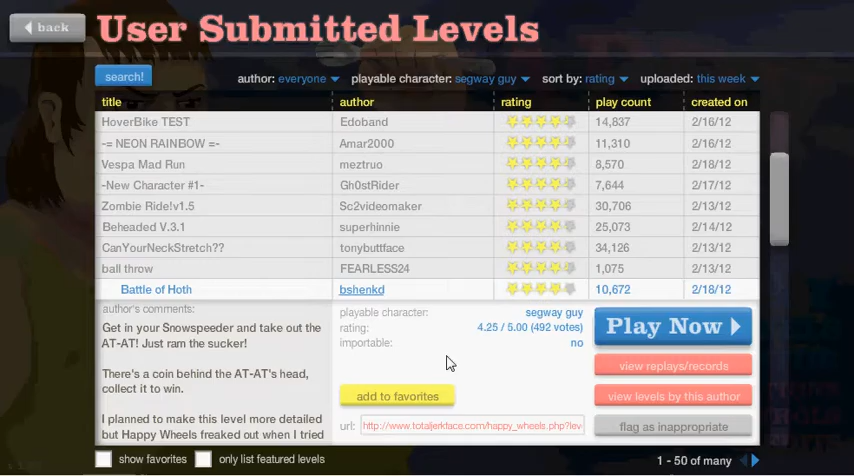 back
User Submitted Levels
search!
author: everyone playable character: segway guy sort by: rating uploaded: this week
title author rating play count created on
HoverBike TEST Edoband 14,837 2/16/12
-= NEON RAINBOW =- Amar2000 11,310 2/16/12
Vespa Mad Run meztruo 8,570 2/18/12
-New Character #1- Gh0stRider 7,644 2/17/12
Zombie Ride!v1.5 Sc2videomaker 30,706 2/13/12
Beheaded V.3.1 superhinnie 25,073 2/14/12
CanYourNeckStretch?? tonybuttface 34,126 2/13/12
ball throw FEARLESS24 1,075 2/13/12
Battle of Hoth bshenkd 10,672 2/18/12
author's comments:
Get in your Snowspeeder and take out the
AT-AT! Just ram the sucker!
There's a coin behind the AT-AT's head,
collect it to win.
I planned to make this level more detailed
but Happy Wheels freaked out when I tried
playable character: segway guy
rating: 4.25 / 5.00 (492 votes)
importable: no
add to favorites
url: http://www.totaljerkface.com/happy_wheels.php?lev
Play Now
view replays/records
view levels by this author
flag as inappropriate
show favorites only list featured levels
1 - 50 of many